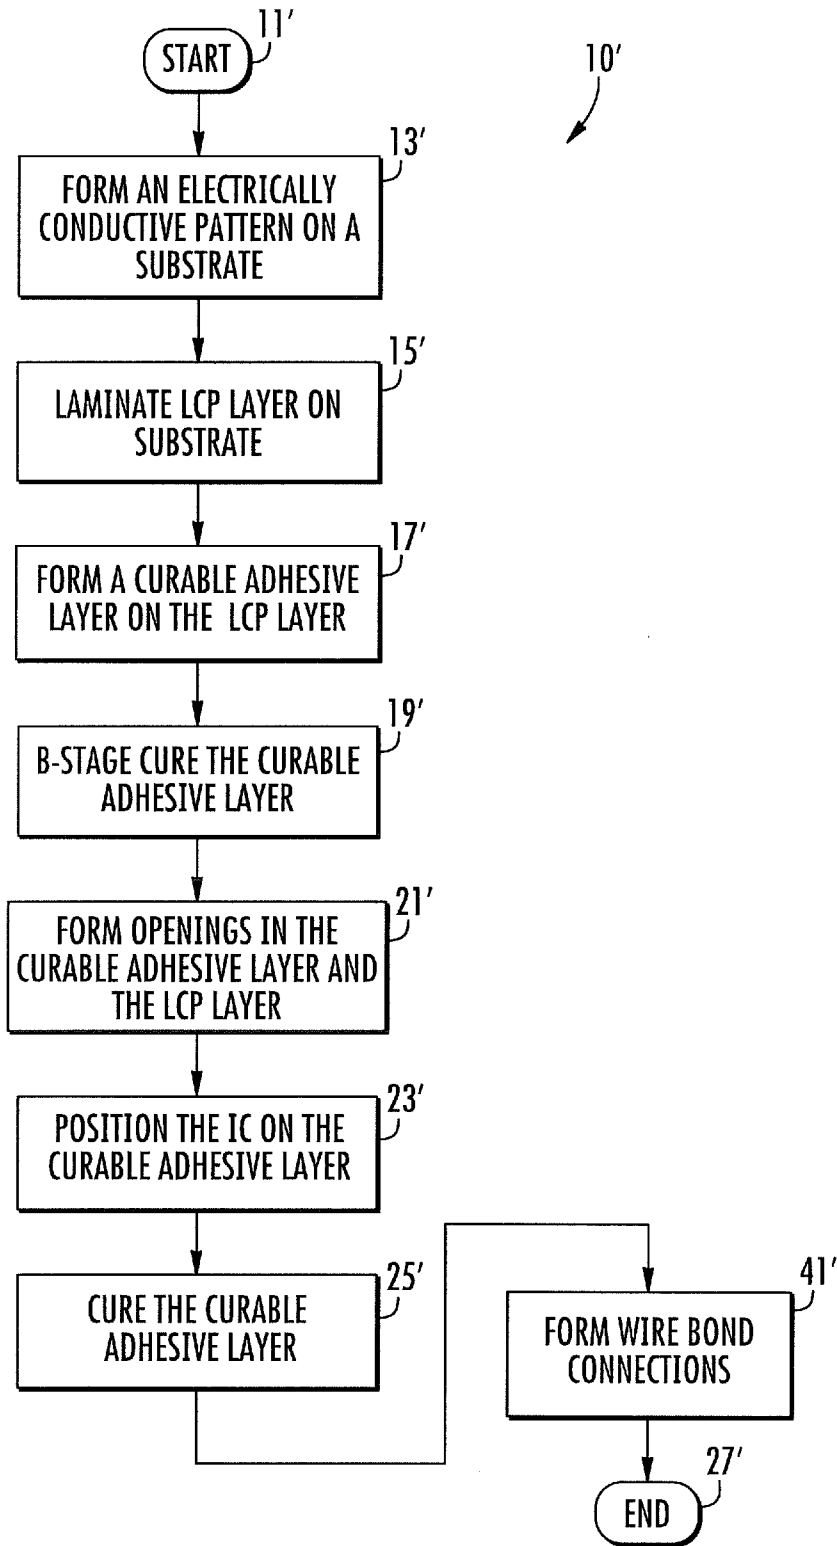 START
11'
10'
13'
FORM AN ELECTRICALLY
CONDUCTIVE PATTERN ON A
SUBSTRATE
15'
LAMINATE LCP LAYER ON
SUBSTRATE
17'
FORM A CURABLE ADHESIVE
LAYER ON THE LCP LAYER
19'
B-STAGE CURE THE CURABLE
ADHESIVE LAYER
21'
FORM OPENINGS IN THE
CURABLE ADHESIVE LAYER AND
THE LCP LAYER
23'
POSITION THE IC ON THE
CURABLE ADHESIVE LAYER
25'
CURE THE CURABLE
ADHESIVE LAYER
41'
FORM WIRE BOND
CONNECTIONS
27'
END